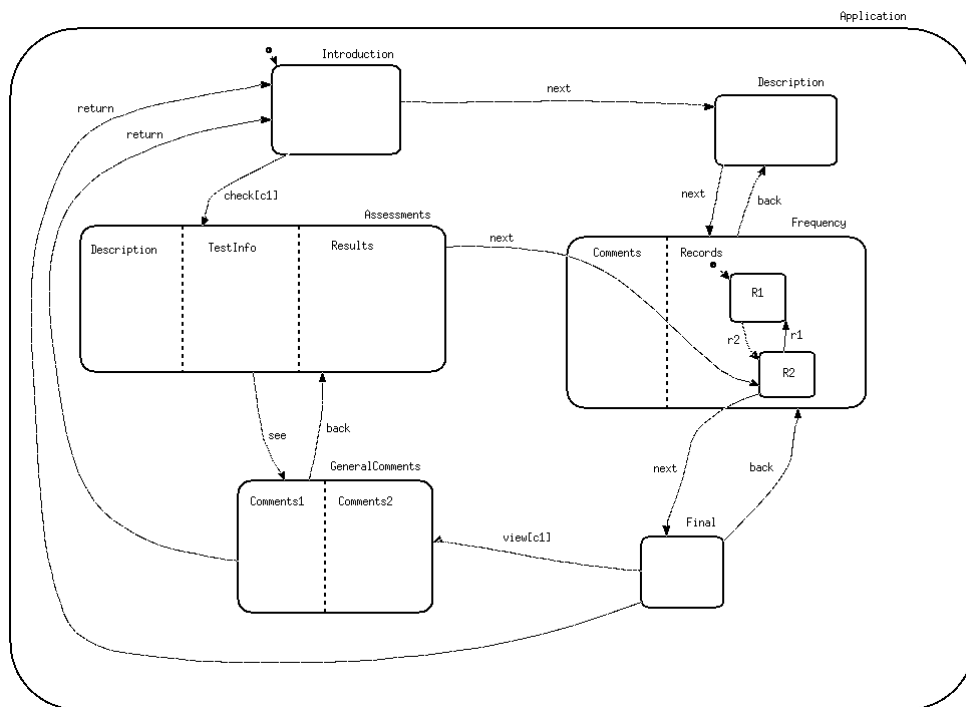 Application
Introduction
Description
next
return
return
check[c1]
next
back
Assessments
Frequency
Description
TestInfo
Results
next
Comments
Records
R1
r2
r1
R2
see
back
GeneralComments
next
back
Comments1
Comments2
Final
view[c1]